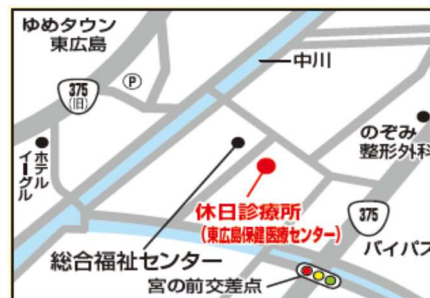 ゆめタウン
東広島
Ⓟ
375
(旧)
中川
ホテル
イーグル
のぞみ
整形外科
休日診療所
(東広島保健医療センター)
375
バイパス
総合福祉センター
宮の前交差点